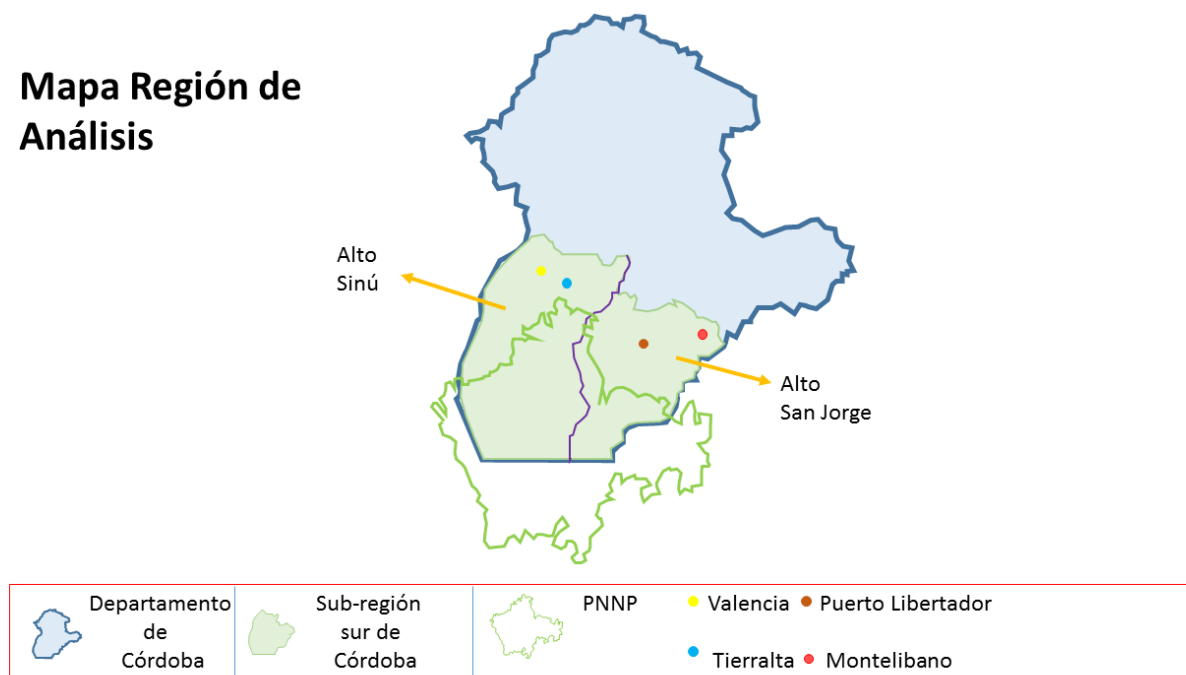 Mapa Región de
Análisis
Alto
Sinú
Alto
San Jorge
Departamento
de
Córdoba
Sub-región
sur de
Córdoba
PNNP
Valencia
Puerto Libertador
Tierralta
Montelibano